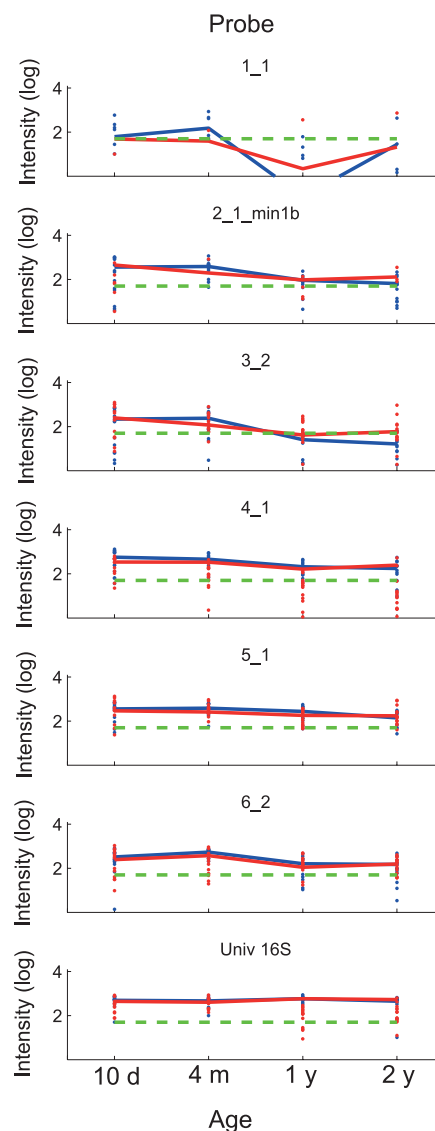 Probe
1_1
Intensity (log)
4
2
2_1_min1b
Intensity (log)
4
2
3_2
Intensity (log)
4
2
4_1
Intensity (log)
4
2
5_1
Intensity (log)
4
2
6_2
Intensity (log)
4
2
Univ 16S
Intensity (log)
4
2
10 d 4 m 1 y 2 y
Age